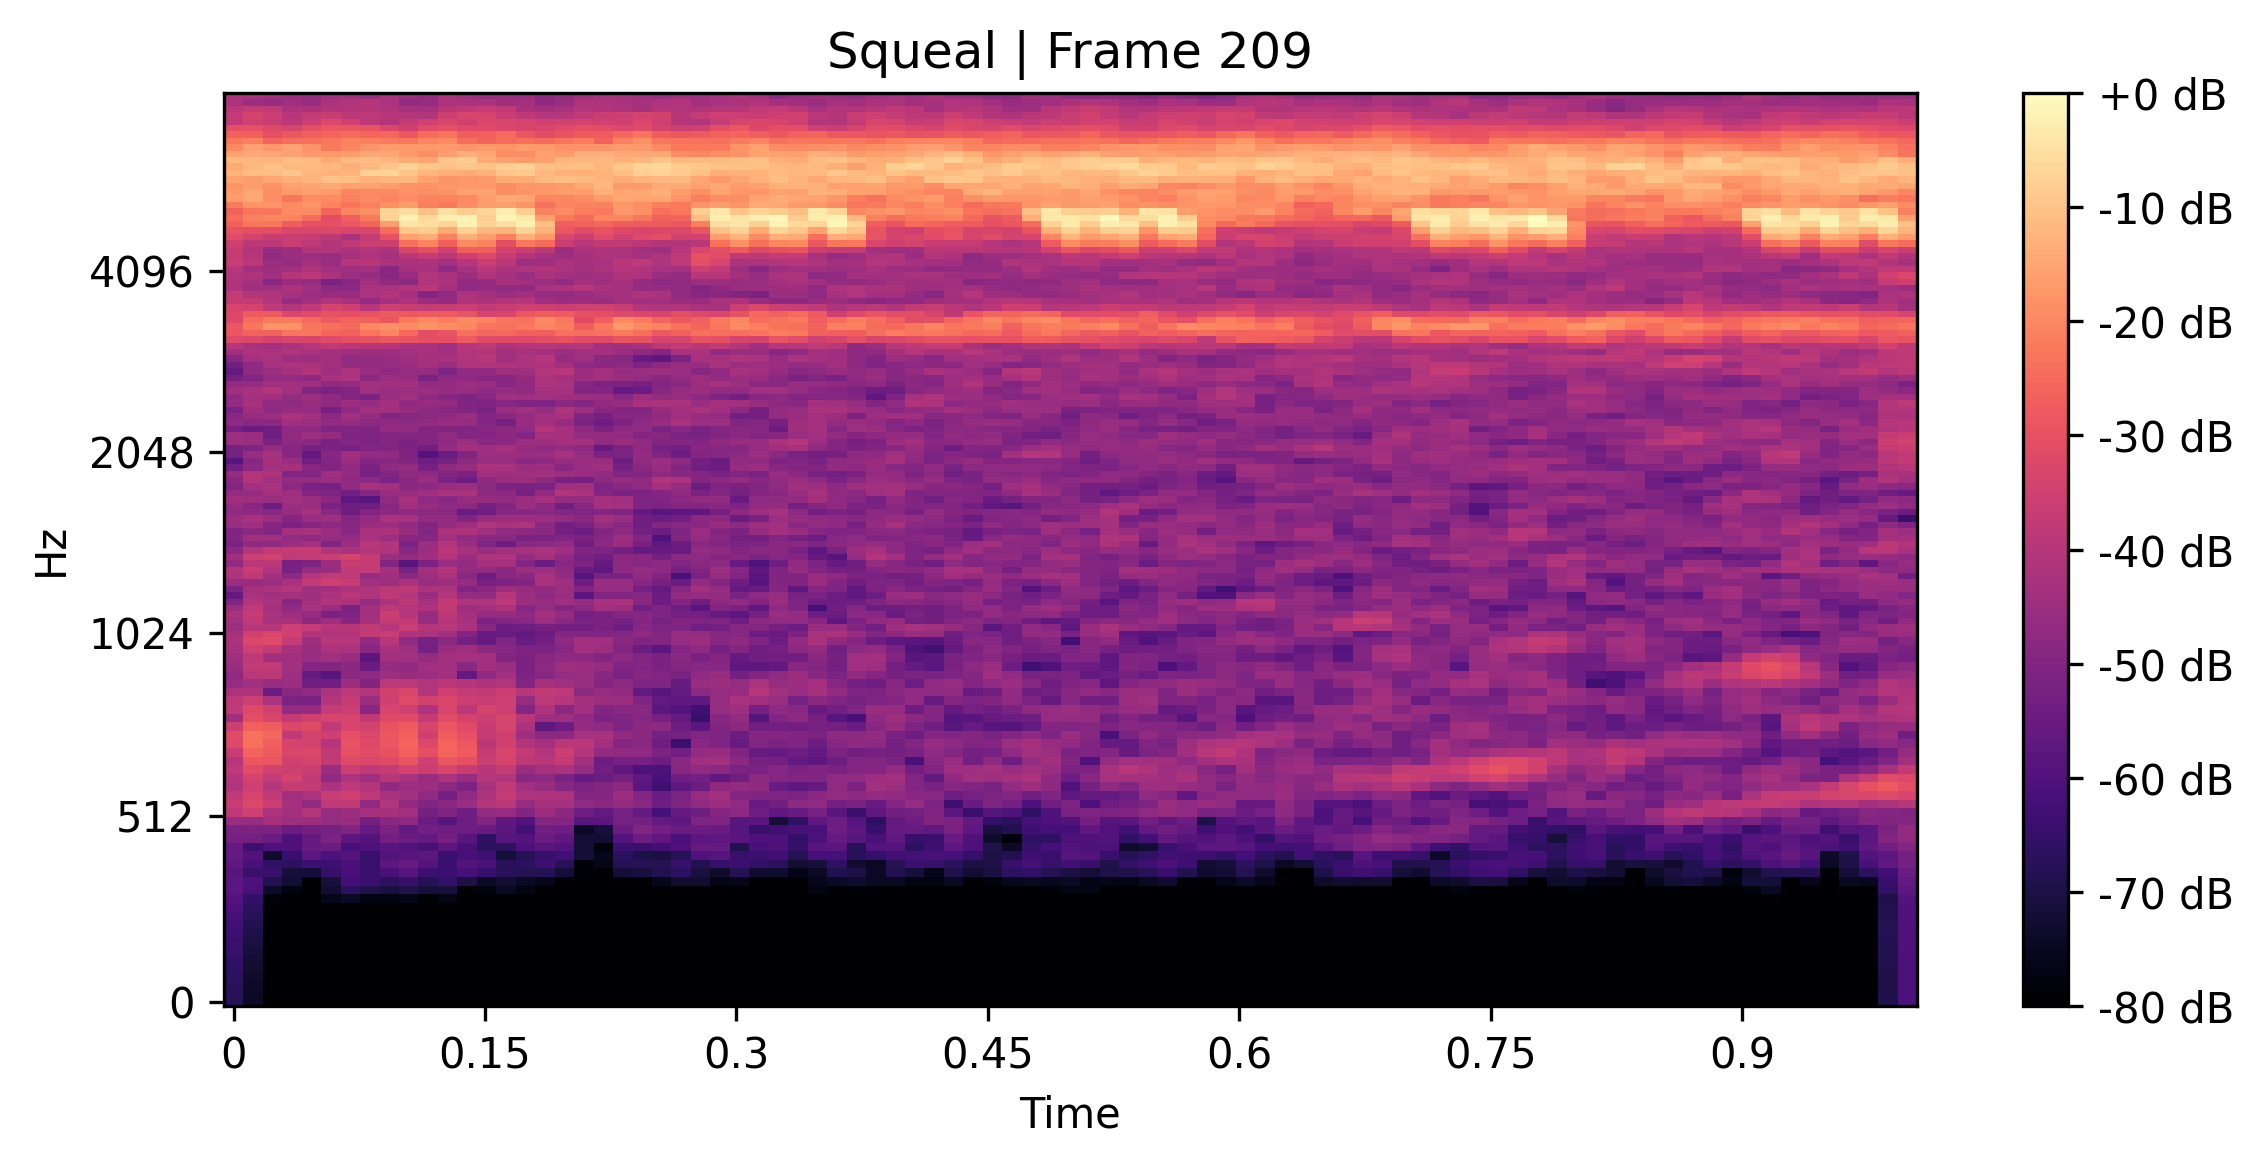 Squeal | Frame 209
Hz
4096
2048
1024
512
0
0 0.15 0.3 0.45 0.6 0.75 0.9
Time
+0 dB
-10 dB
-20 dB
-30 dB
-40 dB
-50 dB
-60 dB
-70 dB
-80 dB